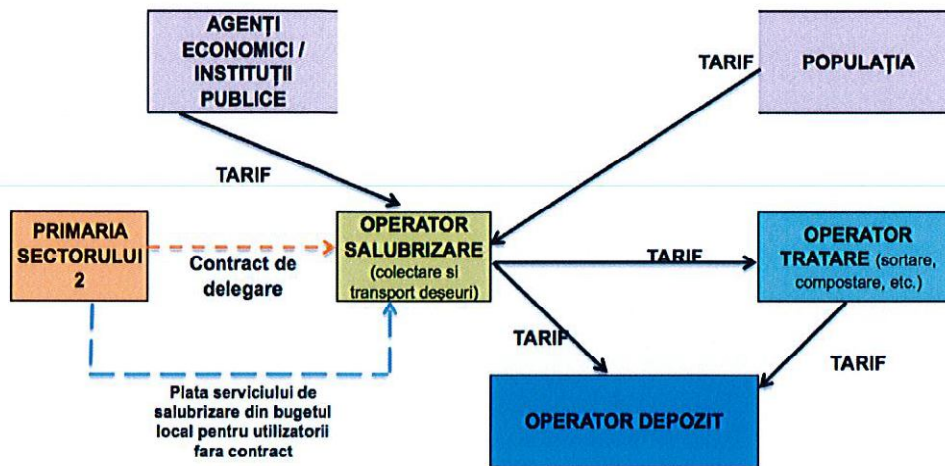 AGENȚI
ECONOMICI /
INSTITUȚII
PUBLICE
TARIF
POPULAȚIA
TARIF
PRIMARIA
SECTORULUI
2
Contract de
delegare
OPERATOR
SALUBRIZARE
(colectare si
transport deșeuri)
TARIF
OPERATOR
TRATARE (sortare,
compostare, etc.)
TARIF
TARIF
Plata serviciului de
salubrizare din bugetul
local pentru utilizatorii
fara contract
OPERATOR DEPOZIT